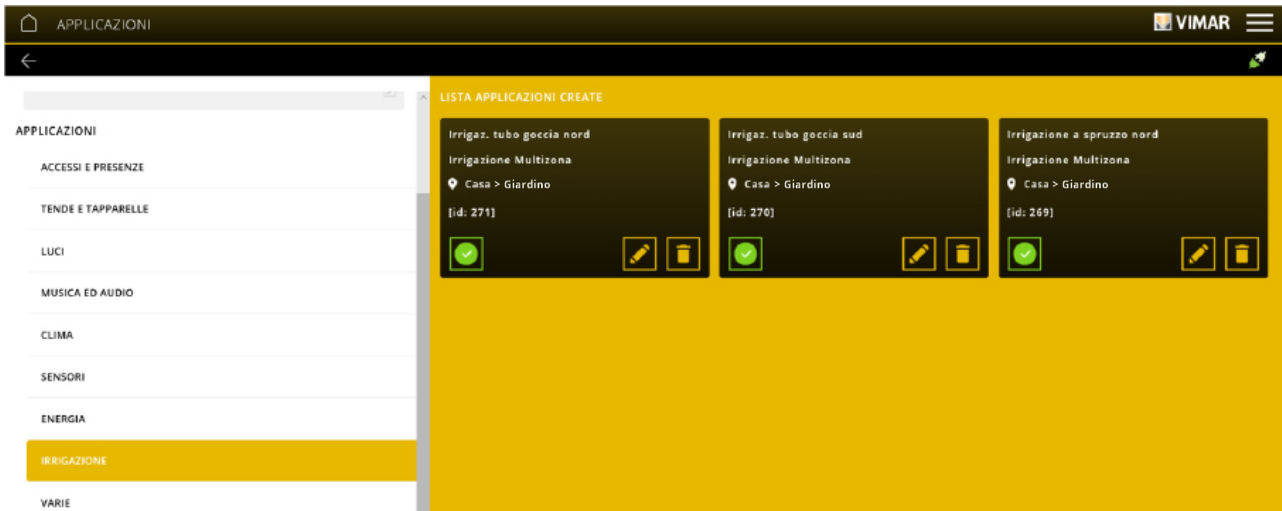 APPLICAZIONI
VIMAR
APPLICAZIONI
ACCESSI E PRESENZE
TENDE E TAPPARELLE
LUCI
MUSICA ED AUDIO
CLIMA
SENSORI
ENERGIA
IRRIGAZIONE
VARIE
LISTA APPLICAZIONI CREATE
Irrigaz. tubo goccia nord
Irrigazione Multizona
Casa > Giardino
[id: 271]
Irrigaz. tubo goccia sud
Irrigazione Multizona
Casa > Giardino
[id: 270]
Irrigazione a spruzzo nord
Irrigazione Multizona
Casa > Giardino
[id: 269]